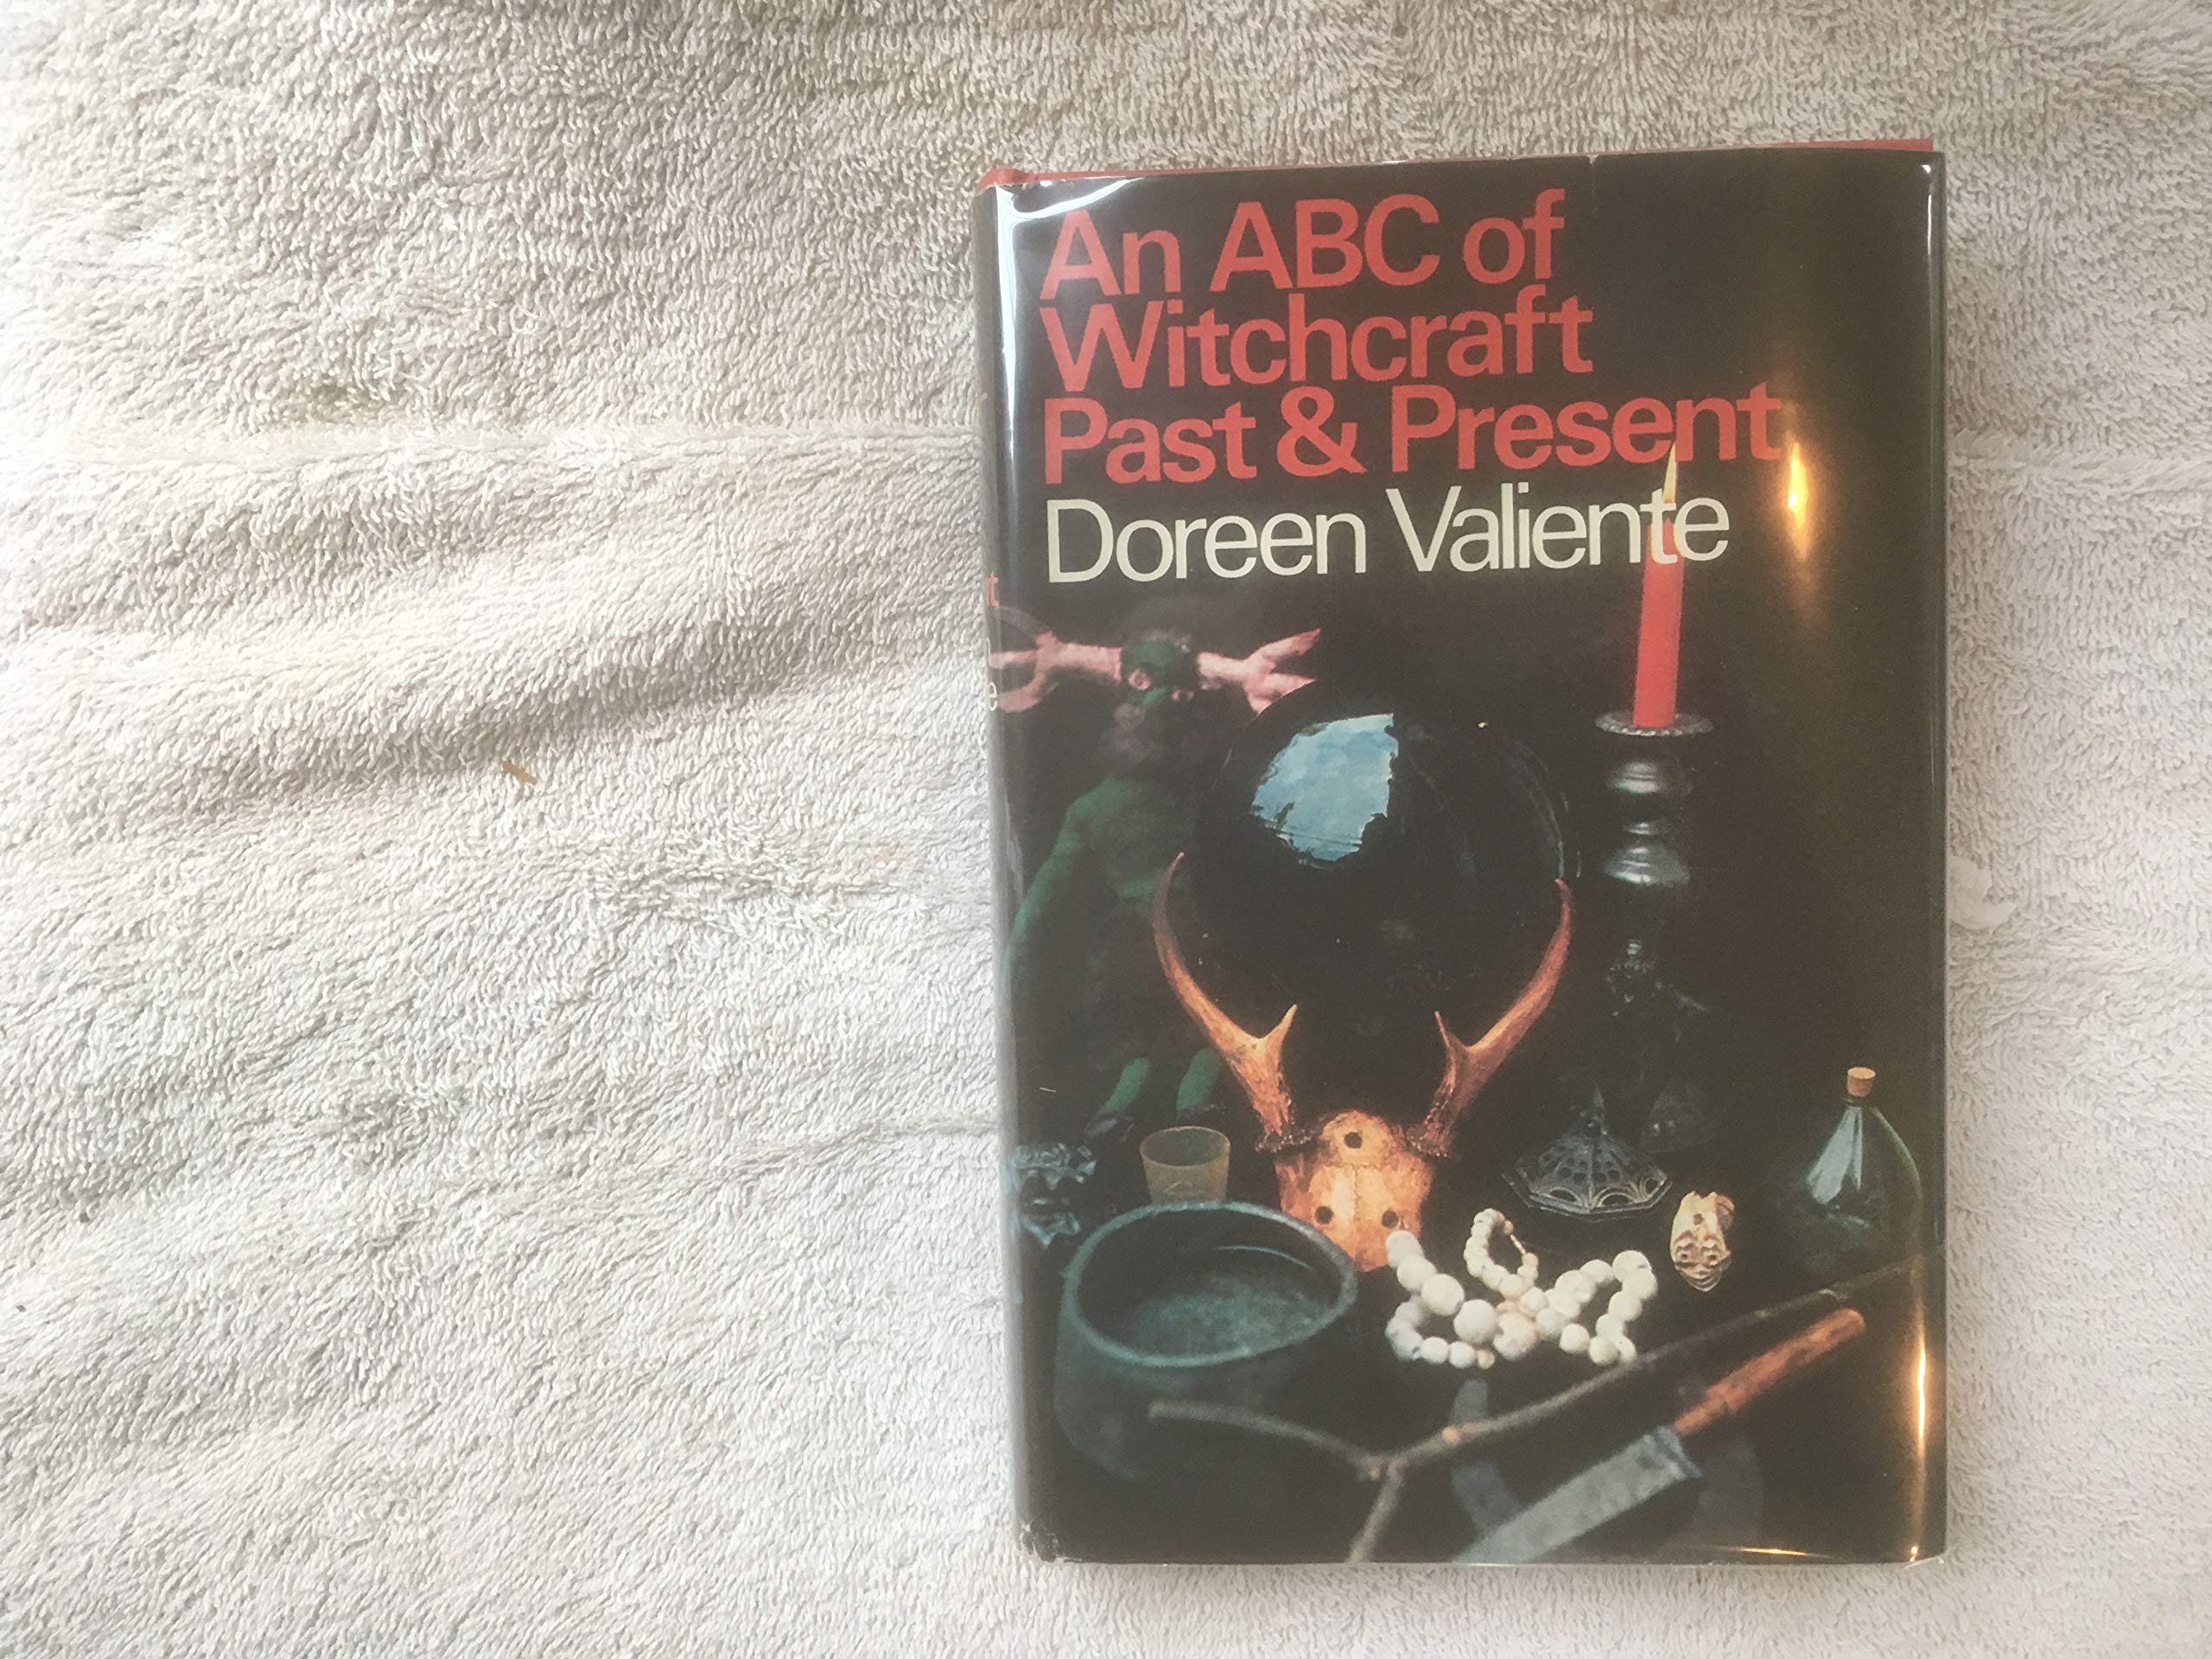 An ABC of
Witchcraft
Past & Present
Doreen Valiente